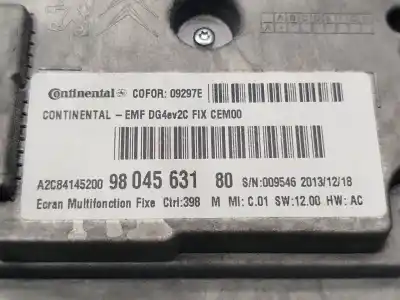 Continental COFOR: 09297E
CONTINENTAL -EMF DG4ev2C FIX CEM00
A2C84145200 98 045 631 80 S/N:009546 2013/12/18
Ecran Multifonction Fixe Ctrl:398 M MI: C.01 SW:12.00 HW: AC